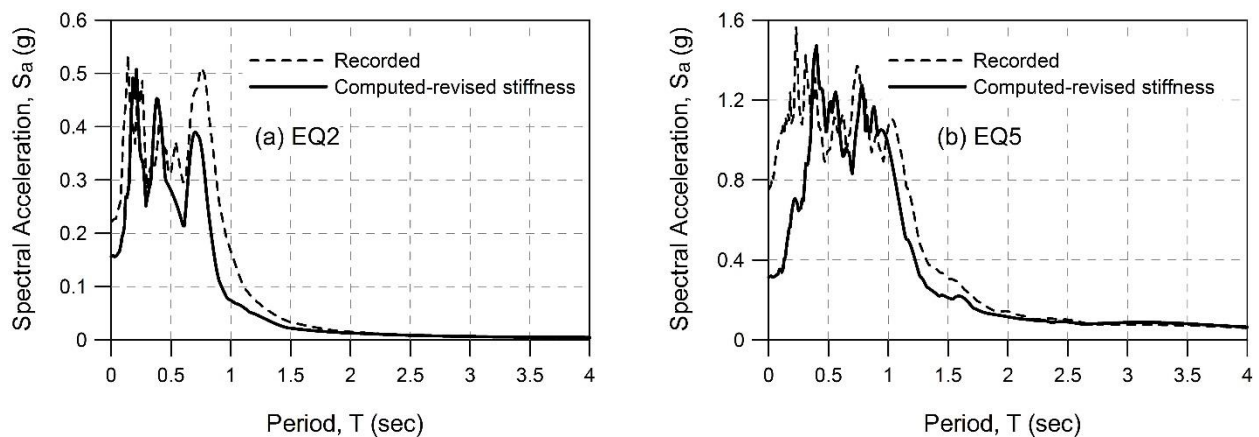 0.6
0.5
0.4
0.3
0.2
0.1
0
Spectral Acceleration, Sa (g)
Recorded
Computed-revised stiffness
(a) EQ2
0 0.5 1 1.5 2 2.5 3 3.5 4
Period, T (sec)
1.6
1.2
0.8
0.4
0
Spectral Acceleration, Sa (g)
Recorded
Computed-revised stiffness
(b) EQ5
0 0.5 1 1.5 2 2.5 3 3.5 4
Period, T (sec)